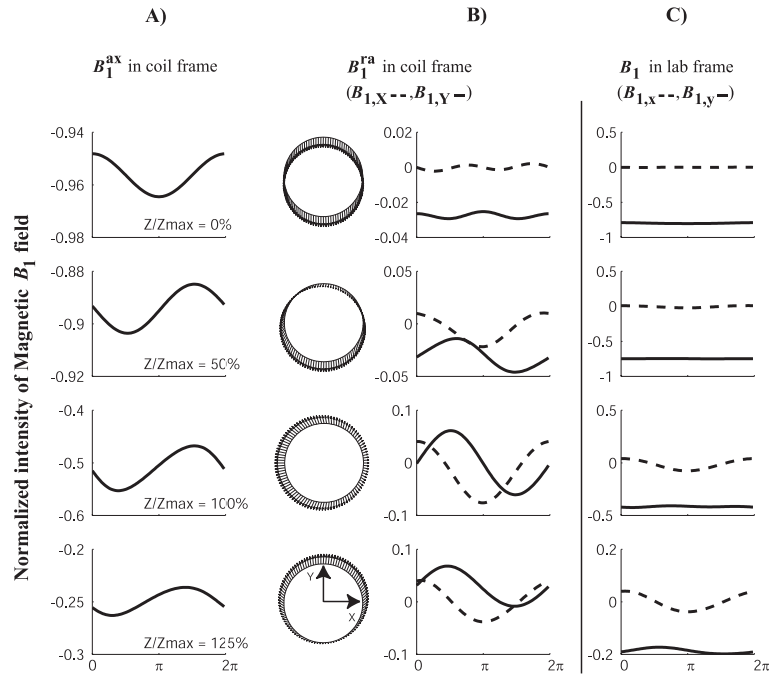 A)
B)
C)
B₁ᵃˣ in coil frame
B₁ʳᵃ in coil frame
(B₁,X - -, B₁,Y –)
B₁ in lab frame
(B₁,x - -, B₁,y –)
Normalized intensity of Magnetic B₁ field
-0.94
-0.96
-0.98
Z/Zmax = 0%
0.02
0
-0.02
-0.04
0.5
0
-0.5
-1
-0.88
-0.9
-0.92
Z/Zmax = 50%
0.05
0
-0.05
0.5
0
-0.5
-1
-0.4
-0.5
-0.6
Z/Zmax = 100%
0.1
0
-0.1
0.5
0
-0.5
-0.2
-0.25
-0.3
Z/Zmax = 125%
0 π 2π
Y
X
0.1
0
-0.1
0 π 2π
0.2
0
-0.2
0 π 2π